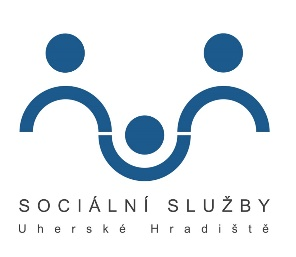 SOCIÁLNÍ SLUŽBY
Uherské Hradiště